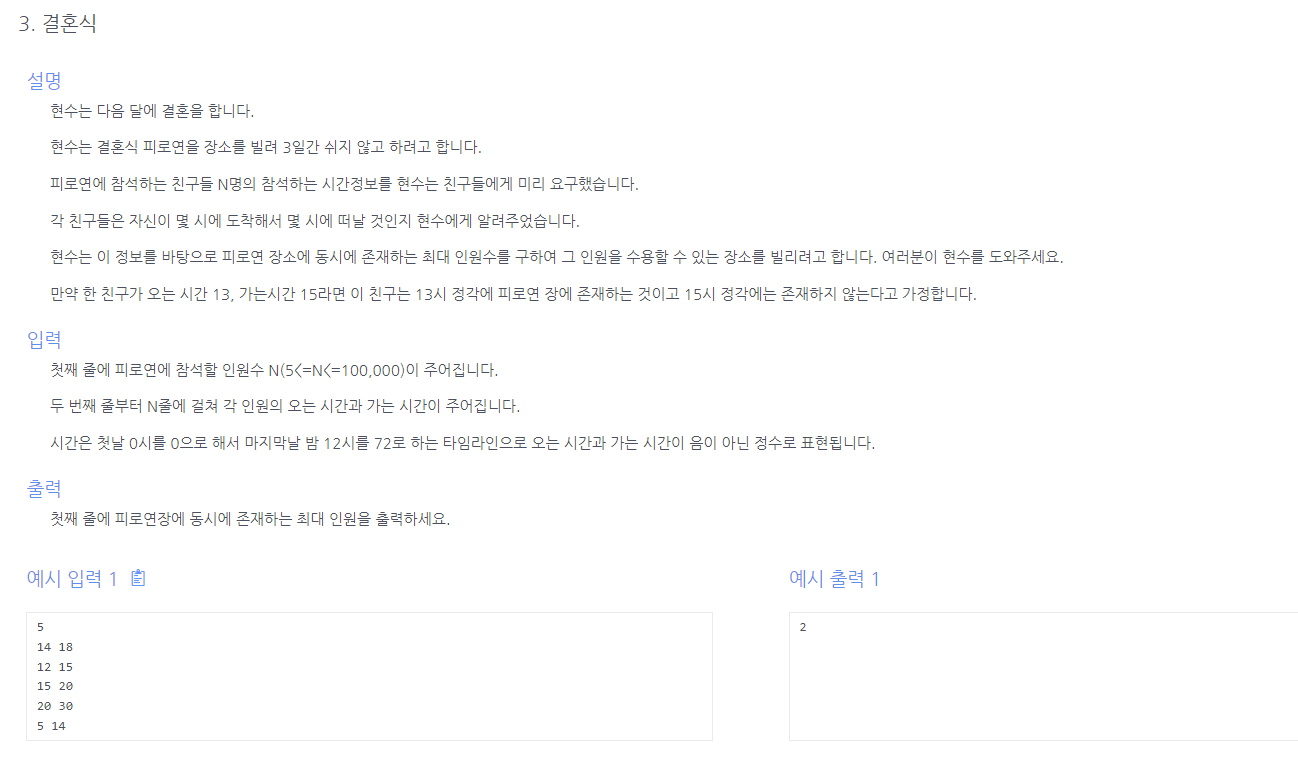 3. 결혼식
설명
현수는 다음 달에 결혼을 합니다.
현수는 결혼식 피로연을 장소를 빌려 3일간 쉬지 않고 하려고 합니다.
피로연에 참석하는 친구들 N명의 참석하는 시간정보를 현수는 친구들에게 미리 요구했습니다.
각 친구들은 자신이 몇 시에 도착해서 몇 시에 떠날 것인지 현수에게 알려주었습니다.
현수는 이 정보를 바탕으로 피로연 장소에 동시에 존재하는 최대 인원수를 구하여 그 인원을 수용할 수 있는 장소를 빌리려고 합니다. 여러분이 현수를 도와주세요.
만약 한 친구가 오는 시간 13, 가는시간 15라면 이 친구는 13시 정각에 피로연 장에 존재하는 것이고 15시 정각에는 존재하지 않는다고 가정합니다.
입력
첫째 줄에 피로연에 참석할 인원수 N(5<=N<=100,000)이 주어집니다.
두 번째 줄부터 N줄에 걸쳐 각 인원의 오는 시간과 가는 시간이 주어집니다.
시간은 첫날 0시를 0으로 해서 마지막날 밤 12시를 72로 하는 타임라인으로 오는 시간과 가는 시간이 음이 아닌 정수로 표현됩니다.
출력
첫째 줄에 피로연장에 동시에 존재하는 최대 인원을 출력하세요.
예시 입력 1
5
14 18
12 15
15 20
20 30
5 14
예시 출력 1
2